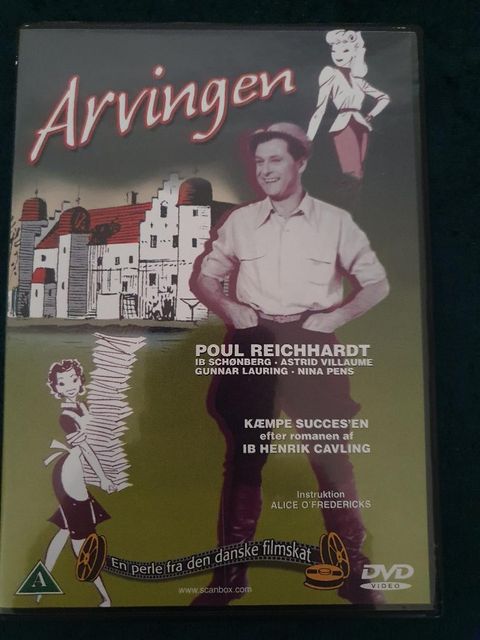 Arvingen
POUL REICHHARDT
IB SCHØNBERG · ASTRID VILLAUME
GUNNAR LAURING · NINA PENS
KÆMPE SUCCES'EN
efter romanen af
IB HENRIK CAVLING
Instruktion
ALICE O'FREDERICKS
En perle fra den danske filmskat
A
www.scanbox.com
DVD
VIDEO